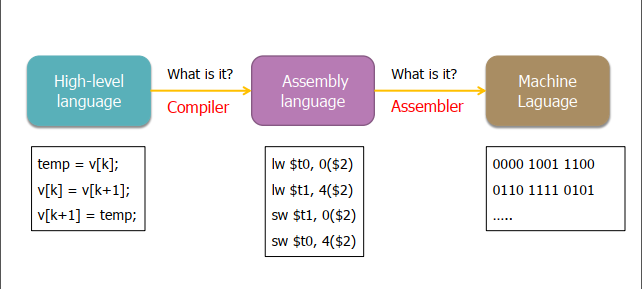 High-level
language
What is it?
Compiler
Assembly
language
What is it?
Assembler
Machine
Laguage
temp = v[k];
v[k] = v[k+1];
v[k+1] = temp;
lw $t0, 0($2)
lw $t1, 4($2)
sw $t1, 0($2)
sw $t0, 4($2)
0000 1001 1100
0110 1111 0101
.....